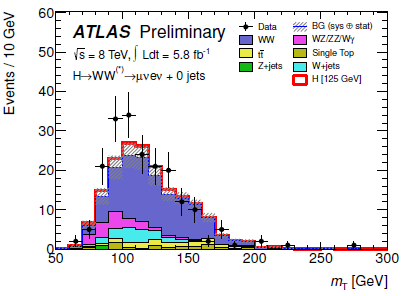 ATLAS Preliminary
√s = 8 TeV, ∫ Ldt = 5.8 fb⁻¹
H→WW⁽*⁾→μνeν + 0 jets
Data
BG (sys ⊕ stat)
WW
WZ/ZZ/Wγ
tt̄
Single Top
Z+jets
W+jets
H [125 GeV]
Events / 10 GeV
60
50
40
30
20
10
0
50 100 150 200 250 300
m_T [GeV]